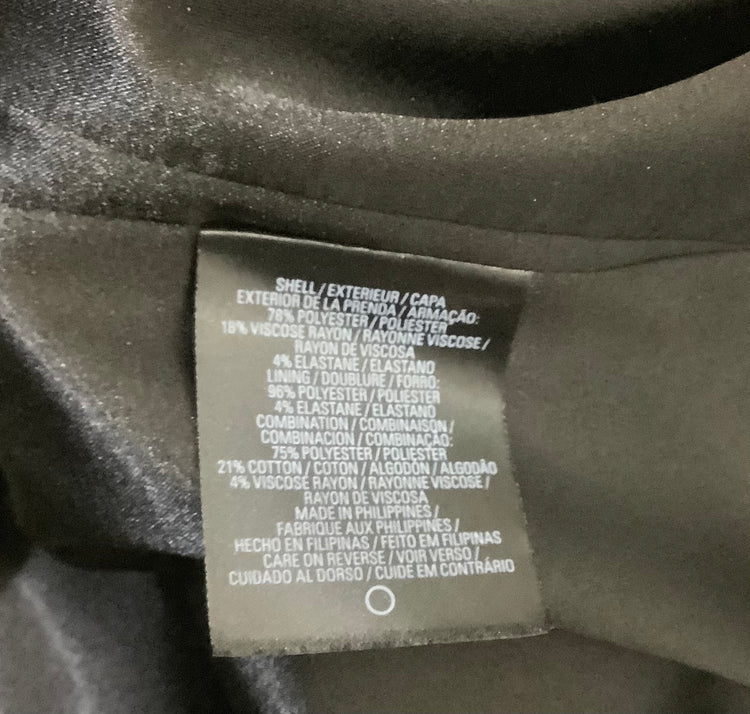 SHELL / EXTERIEUR / CAPA
EXTERIOR DE LA PRENDA / ARMAÇÃO:
78% POLYESTER / POLIESTER
18% VISCOSE RAYON / RAYONNE VISCOSE /
RAYON DE VISCOSA
4% ELASTANE / ELASTANO
LINING / DOUBLURE / FORRO:
96% POLYESTER / POLIESTER
4% ELASTANE / ELASTANO
COMBINATION / COMBINAISON /
COMBINACION / COMBINAÇÃO:
75% POLYESTER / POLIESTER
21% COTTON / COTON / ALGODÓN / ALGODÃO
4% VISCOSE RAYON / RAYONNE VISCOSE /
RAYON DE VISCOSA
MADE IN PHILIPPINES /
FABRIQUE AUX PHILIPPINES /
HECHO EN FILIPINAS / FEITO EM FILIPINAS
CARE ON REVERSE / VOIR VERSO /
CUIDADO AL DORSO / CUIDE EM CONTRÁRIO